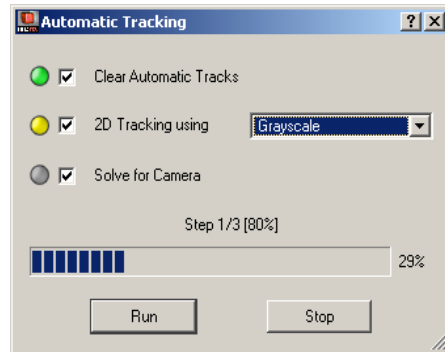 Automatic Tracking
Clear Automatic Tracks
2D Tracking using Grayscale
Solve for Camera
Step 1/3 [80%]
29%
Run Stop